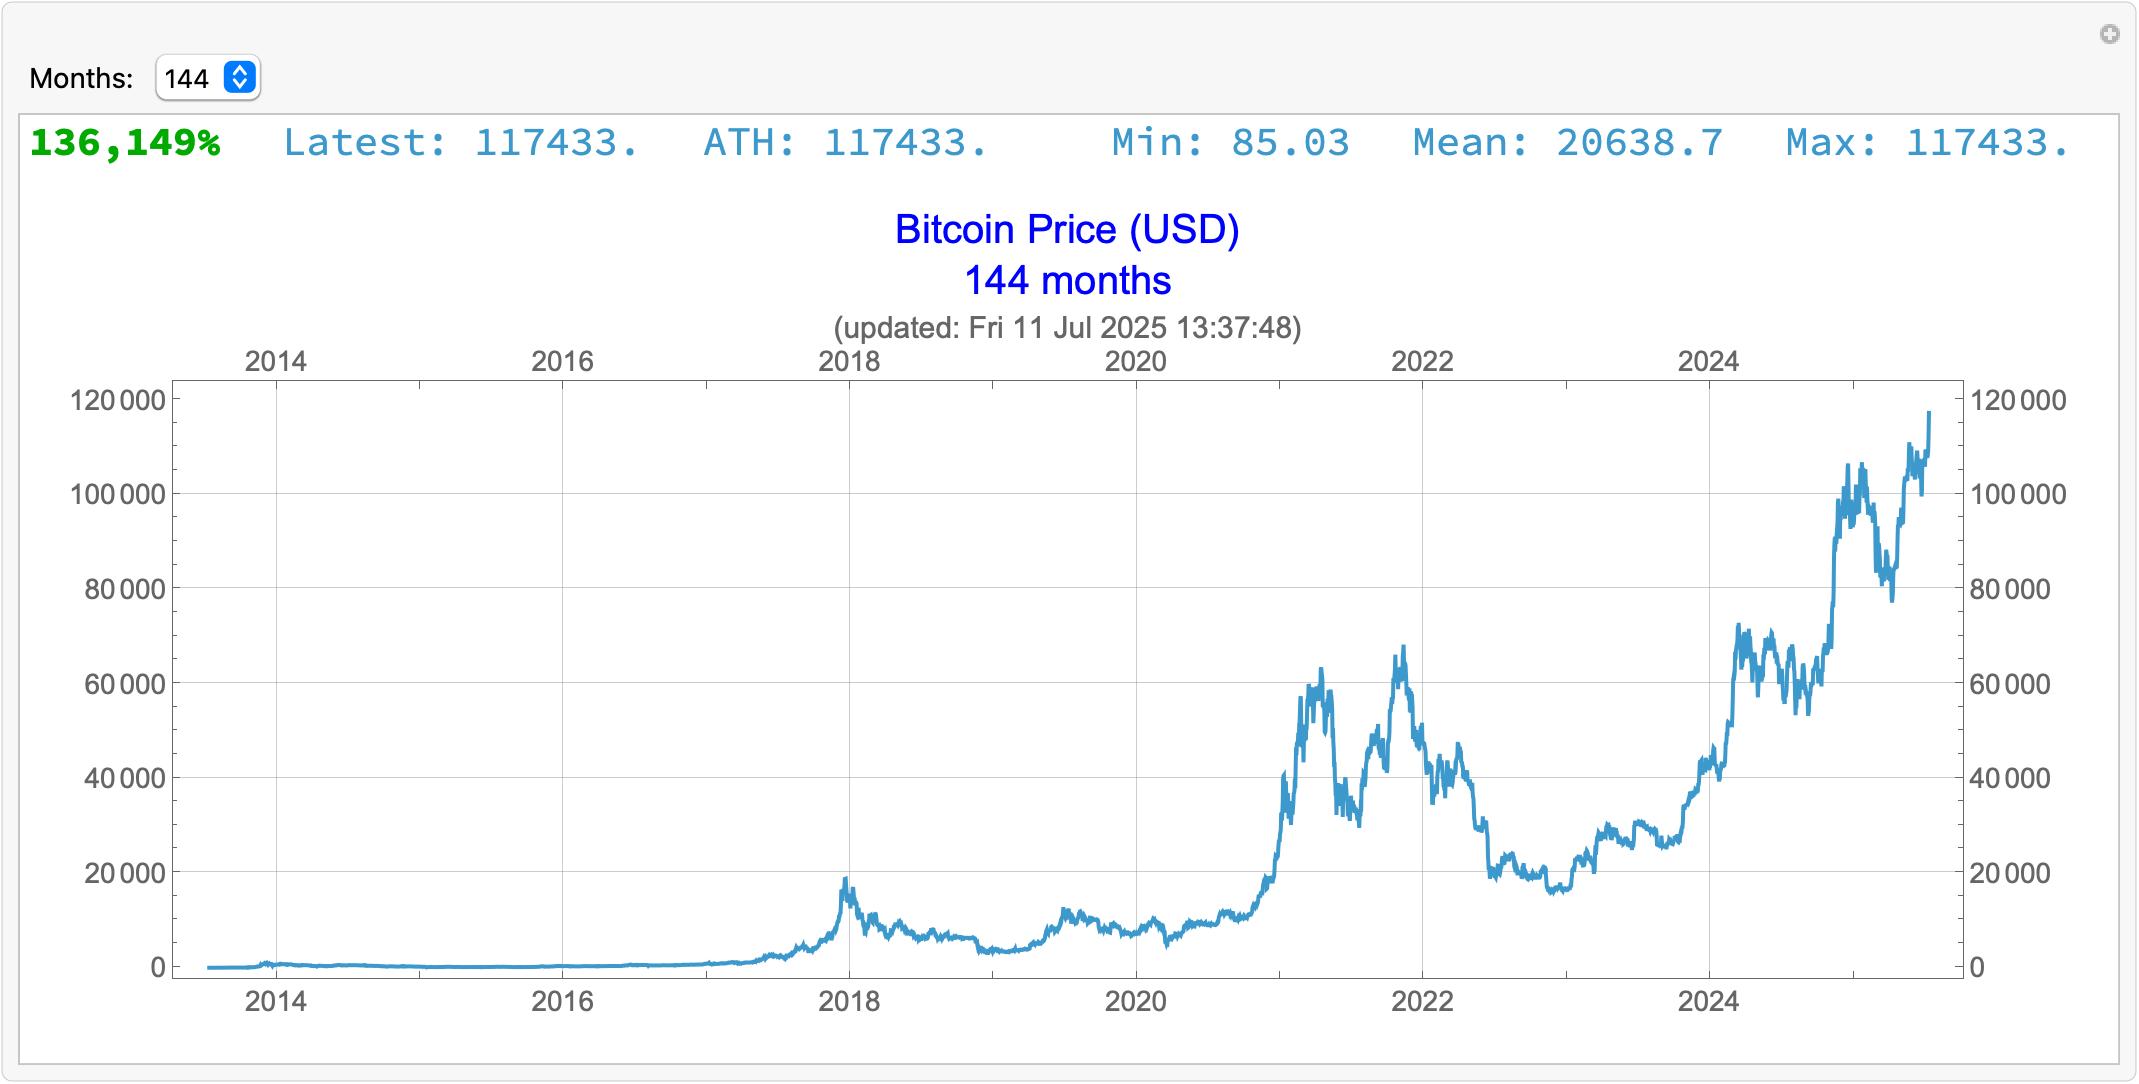 Months: 144
136,149% Latest: 117433. ATH: 117433. Min: 85.03 Mean: 20638.7 Max: 117433.
Bitcoin Price (USD)
144 months
(updated: Fri 11 Jul 2025 13:37:48)
2014 2016 2018 2020 2022 2024
120 000 120 000
100 000 100 000
80 000 80 000
60 000 60 000
40 000 40 000
20 000 20 000
0 0
2014 2016 2018 2020 2022 2024